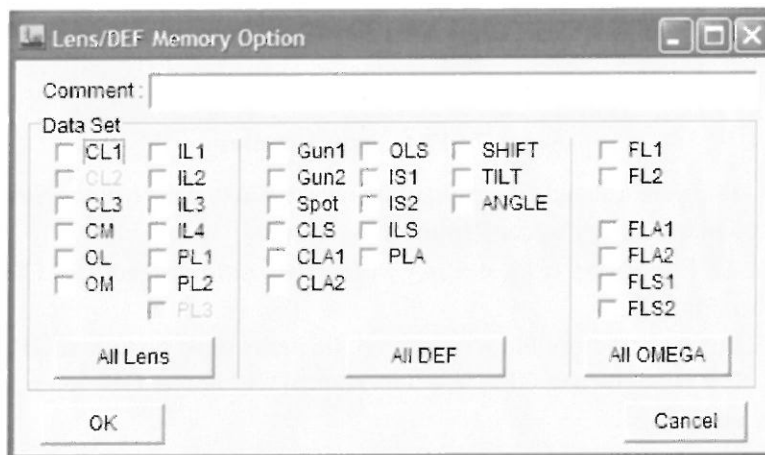 Lens/DEF Memory Option
Comment :
Data Set
CL1 IL1 Gun1 OLS SHIFT FL1
CL2 IL2 Gun2 IS1 TILT FL2
CL3 IL3 Spot IS2 ANGLE
CM IL4 CLS ILS FLA1
OL PL1 CLA1 PLA FLA2
OM PL2 CLA2 FLS1
PL3 FLS2
All Lens All DEF All OMEGA
OK Cancel